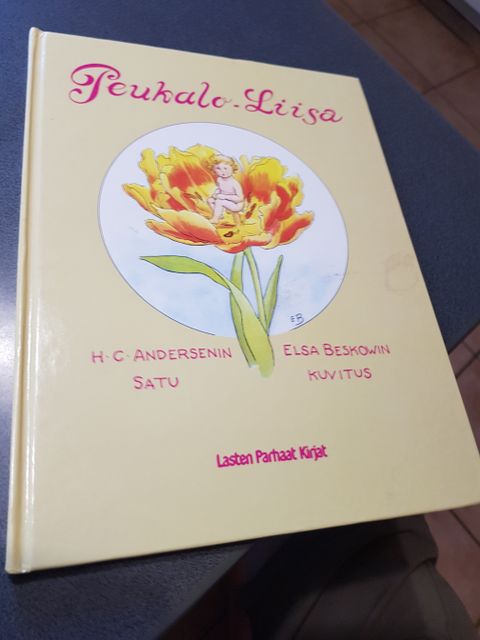 Peukalo-Liisa
EB
H·C·ANDERSENIN
SATU
ELSA BESKOWIN
KUVITUS
Lasten Parhaat Kirjat